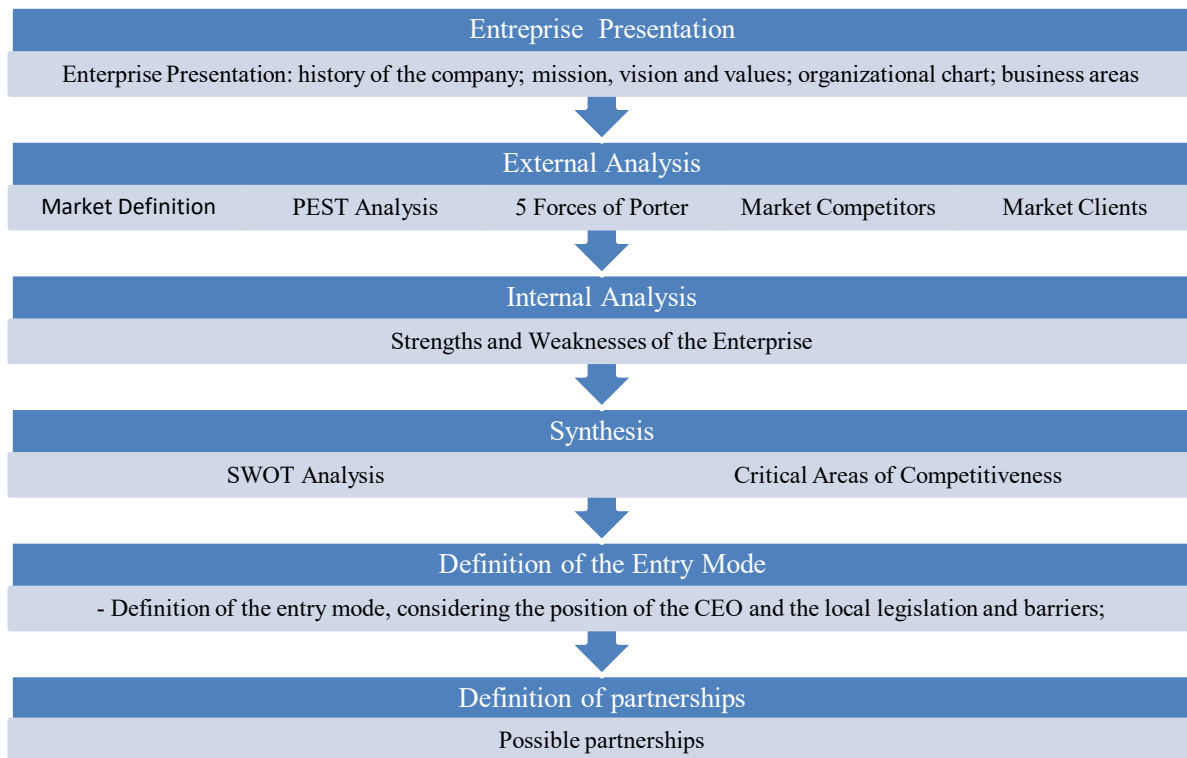 Entreprise Presentation
Enterprise Presentation: history of the company; mission, vision and values; organizational chart; business areas
External Analysis
Market Definition PEST Analysis 5 Forces of Porter Market Competitors Market Clients
Internal Analysis
Strengths and Weaknesses of the Enterprise
Synthesis
SWOT Analysis Critical Areas of Competitiveness
Definition of the Entry Mode
- Definition of the entry mode, considering the position of the CEO and the local legislation and barriers;
Definition of partnerships
Possible partnerships